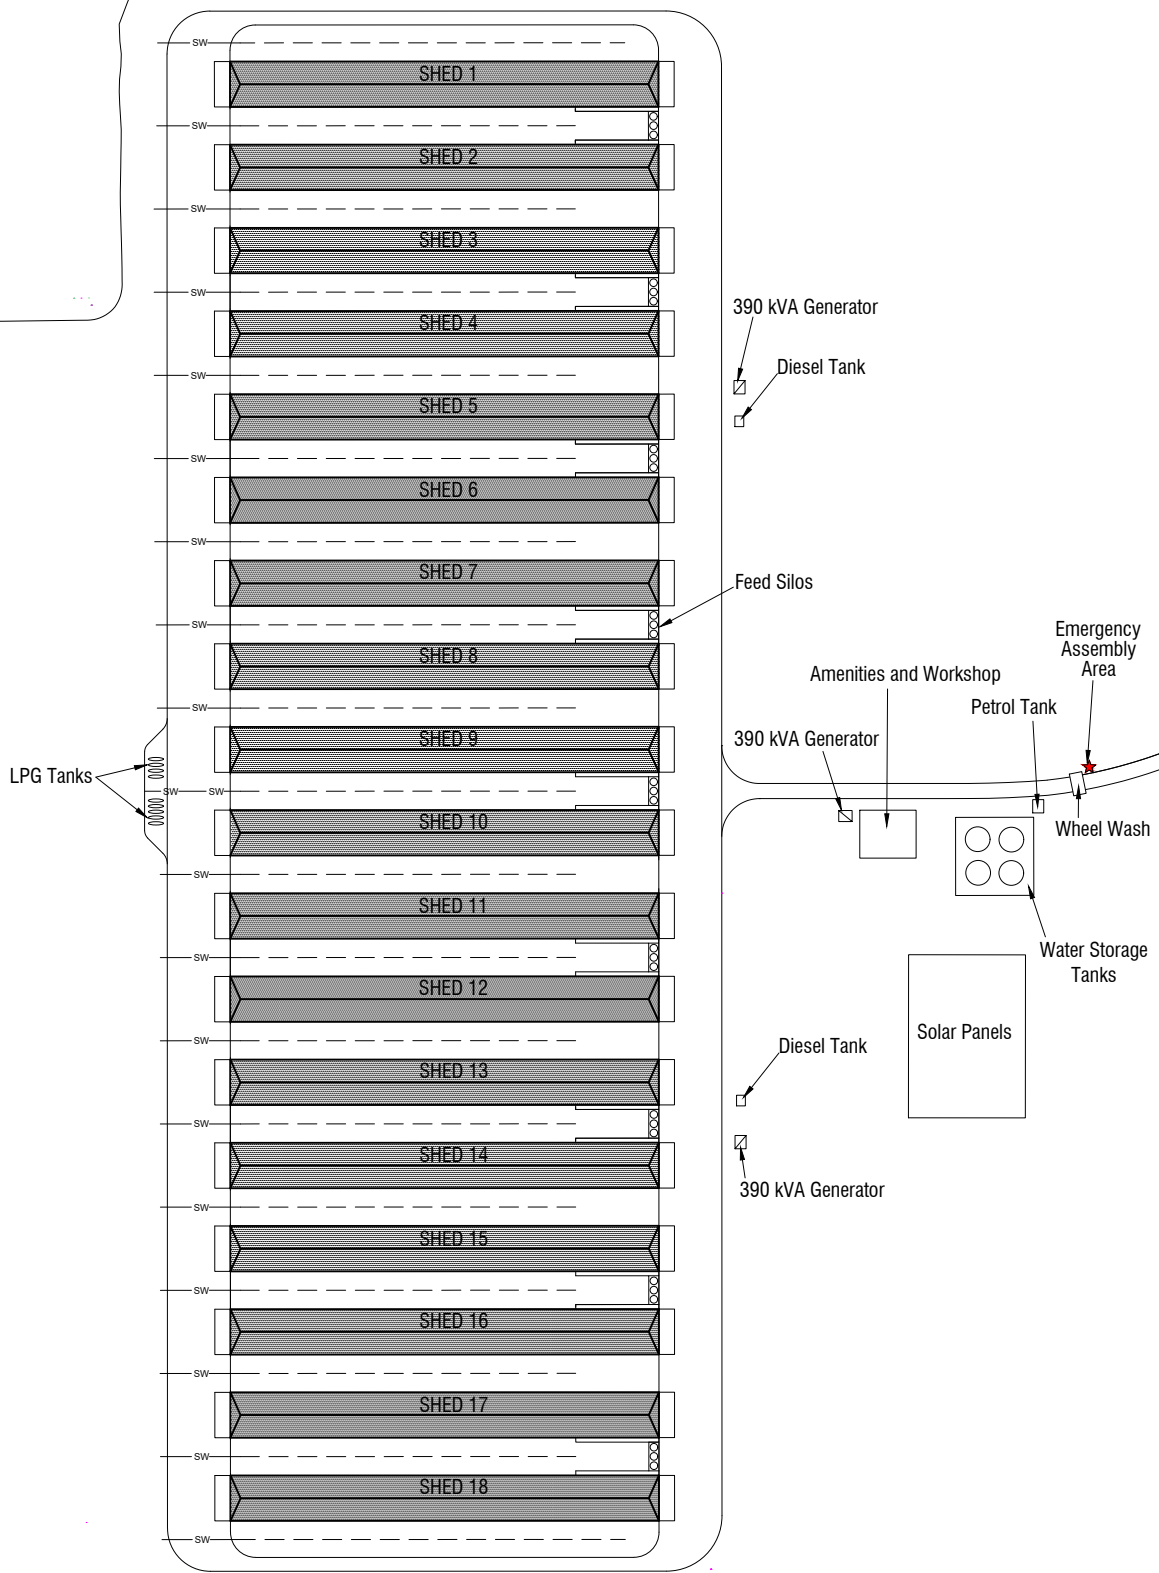 SW
SHED 1
SW
SHED 2
SW
SHED 3
SW
390 kVA Generator
SHED 4
Diesel Tank
SW
SHED 5
SW
SHED 6
SW
SHED 7
Feed Silos
SW
Emergency
Assembly
Area
SHED 8
Amenities and Workshop
SW
Petrol Tank
SHED 9
390 kVA Generator
LPG Tanks
SW SW
SHED 10
Wheel Wash
SW
SHED 11
Water Storage
Tanks
SW
SHED 12
Solar Panels
SW
Diesel Tank
SHED 13
SW
SHED 14
390 kVA Generator
SW
SHED 15
SW
SHED 16
SW
SHED 17
SW
SHED 18
SW